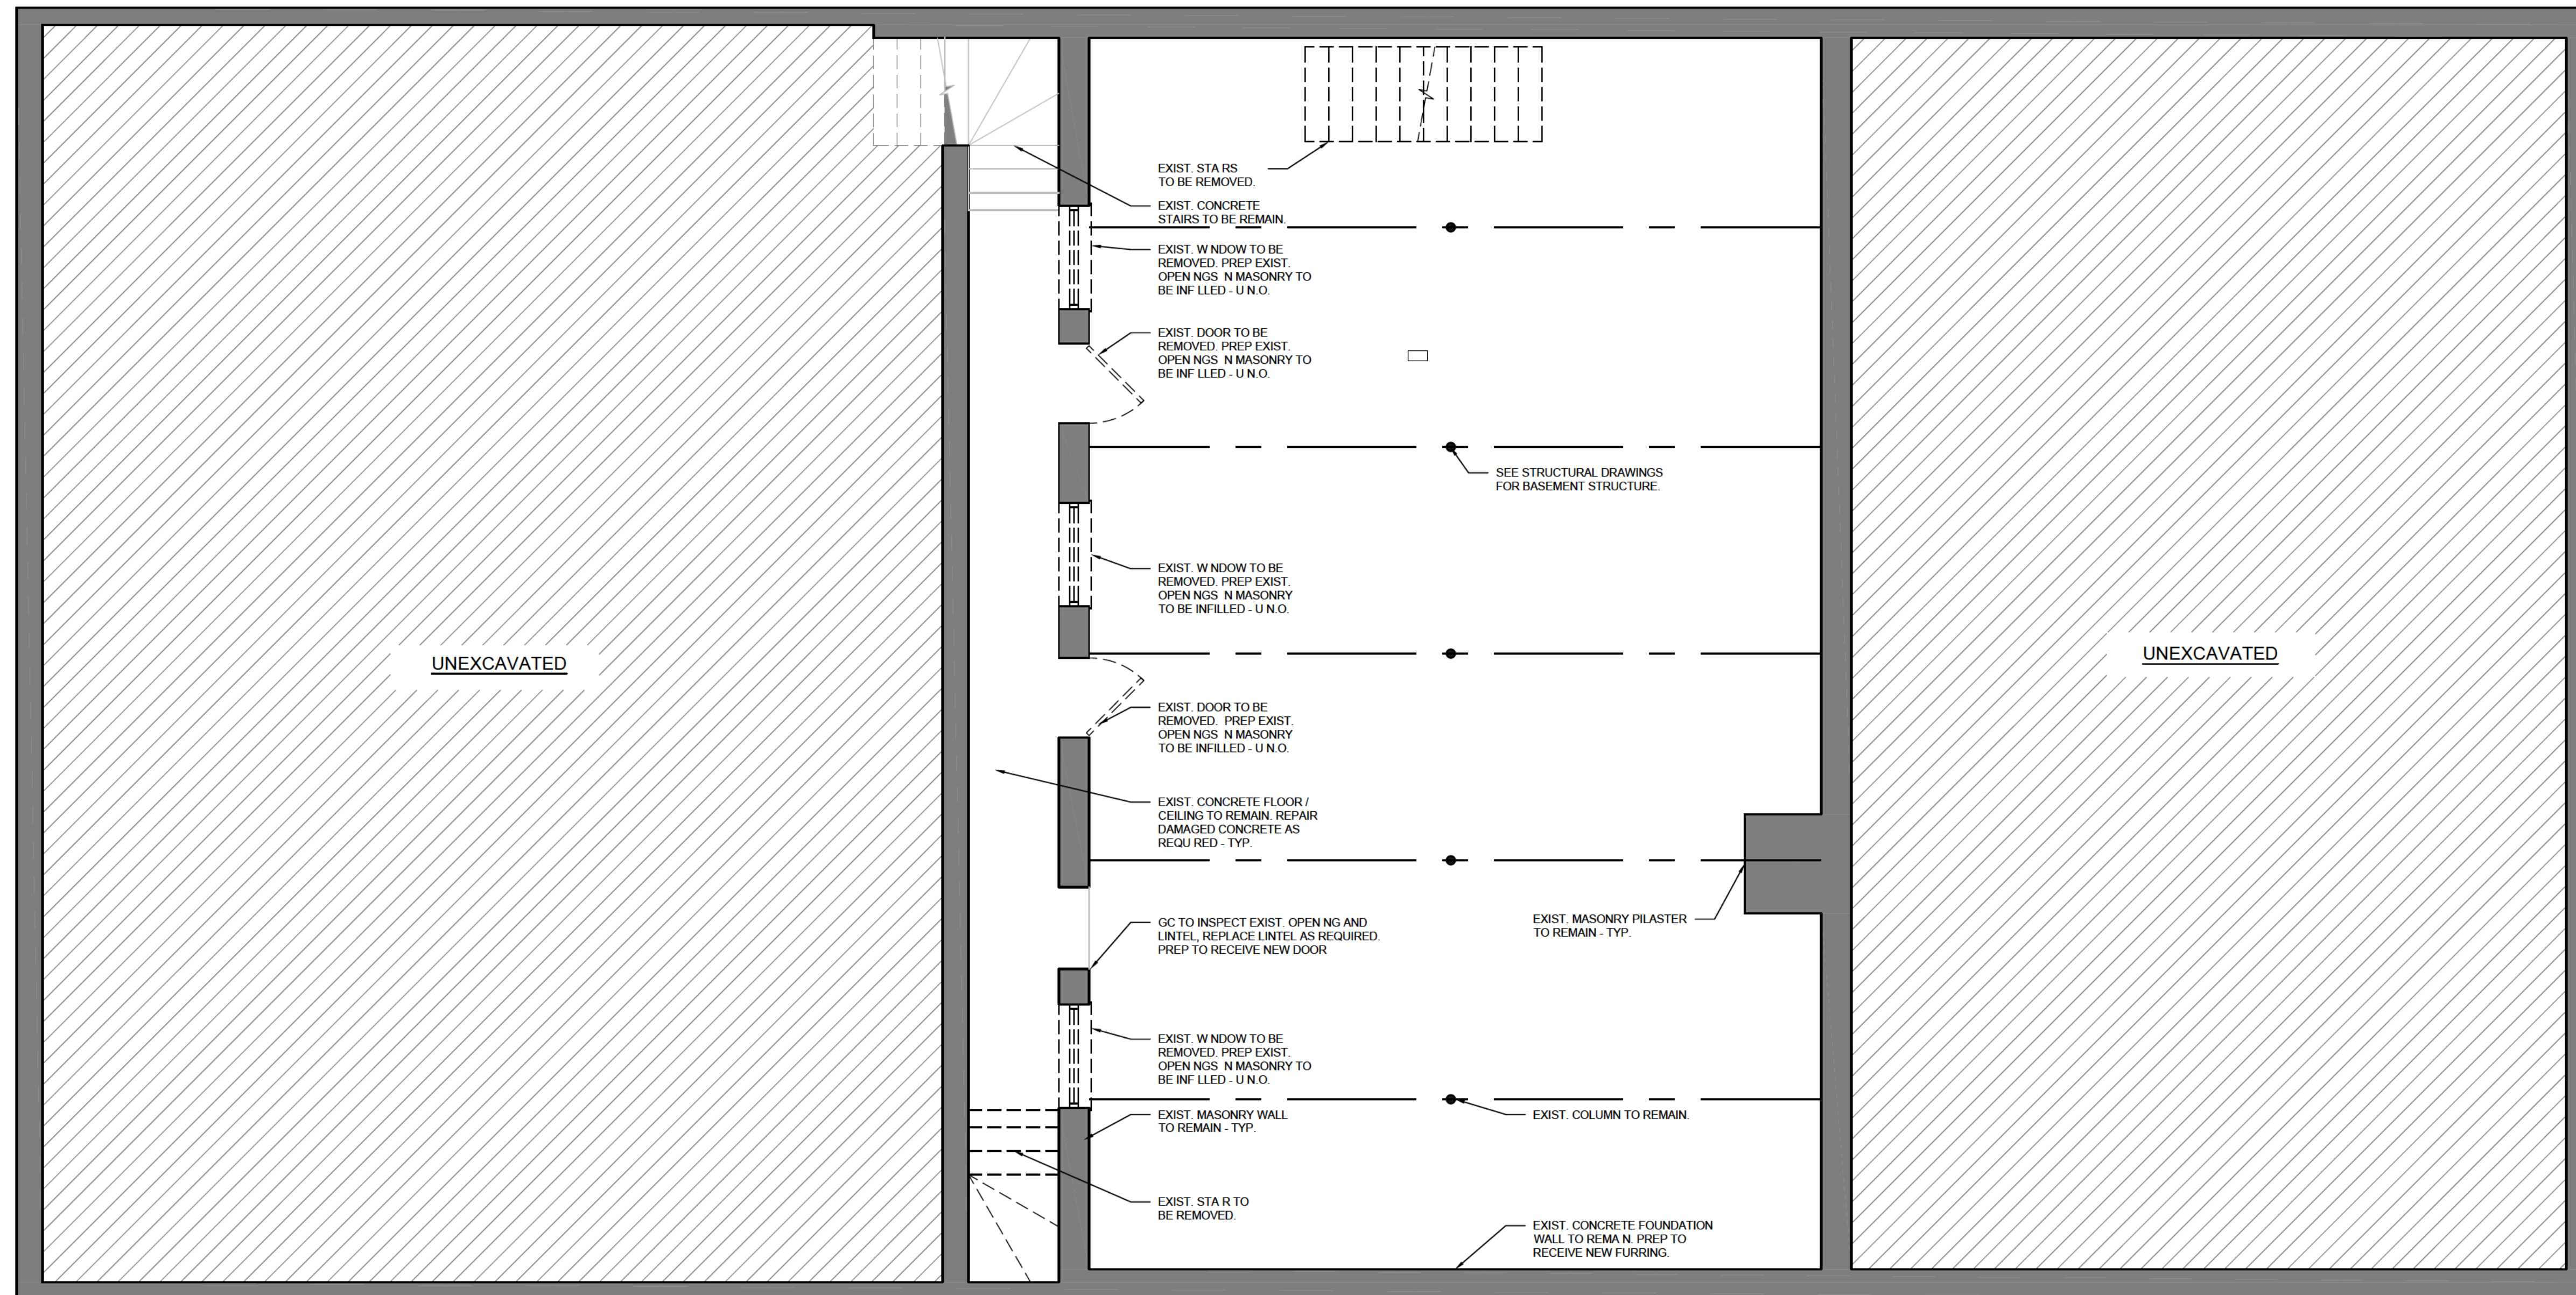 EXIST. STA RS
TO BE REMOVED.
EXIST. CONCRETE
STAIRS TO BE REMAIN.
EXIST. W NDOW TO BE
REMOVED. PREP EXIST.
OPEN NGS  N MASONRY TO
BE INF LLED - U N.O.
EXIST. DOOR TO BE
REMOVED. PREP EXIST.
OPEN NGS  N MASONRY TO
BE INF LLED - U N.O.
SEE STRUCTURAL DRAWINGS
FOR BASEMENT STRUCTURE.
EXIST. W NDOW TO BE
REMOVED. PREP EXIST.
OPEN NGS  N MASONRY
TO BE INFILLED - U N.O.
UNEXCAVATED
UNEXCAVATED
EXIST. DOOR TO BE
REMOVED.  PREP EXIST.
OPEN NGS  N MASONRY
TO BE INFILLED - U N.O.
EXIST. CONCRETE FLOOR /
CEILING TO REMAIN. REPAIR
DAMAGED CONCRETE AS
REQU RED - TYP.
GC TO INSPECT EXIST. OPEN NG AND
LINTEL, REPLACE LINTEL AS REQUIRED.
PREP TO RECEIVE NEW DOOR
EXIST. MASONRY PILASTER
TO REMAIN - TYP.
EXIST. W NDOW TO BE
REMOVED. PREP EXIST.
OPEN NGS  N MASONRY TO
BE INF LLED - U N.O.
EXIST. MASONRY WALL
TO REMAIN - TYP.
EXIST. COLUMN TO REMAIN.
EXIST. STA R TO
BE REMOVED.
EXIST. CONCRETE FOUNDATION
WALL TO REMA N. PREP TO
RECEIVE NEW FURRING.